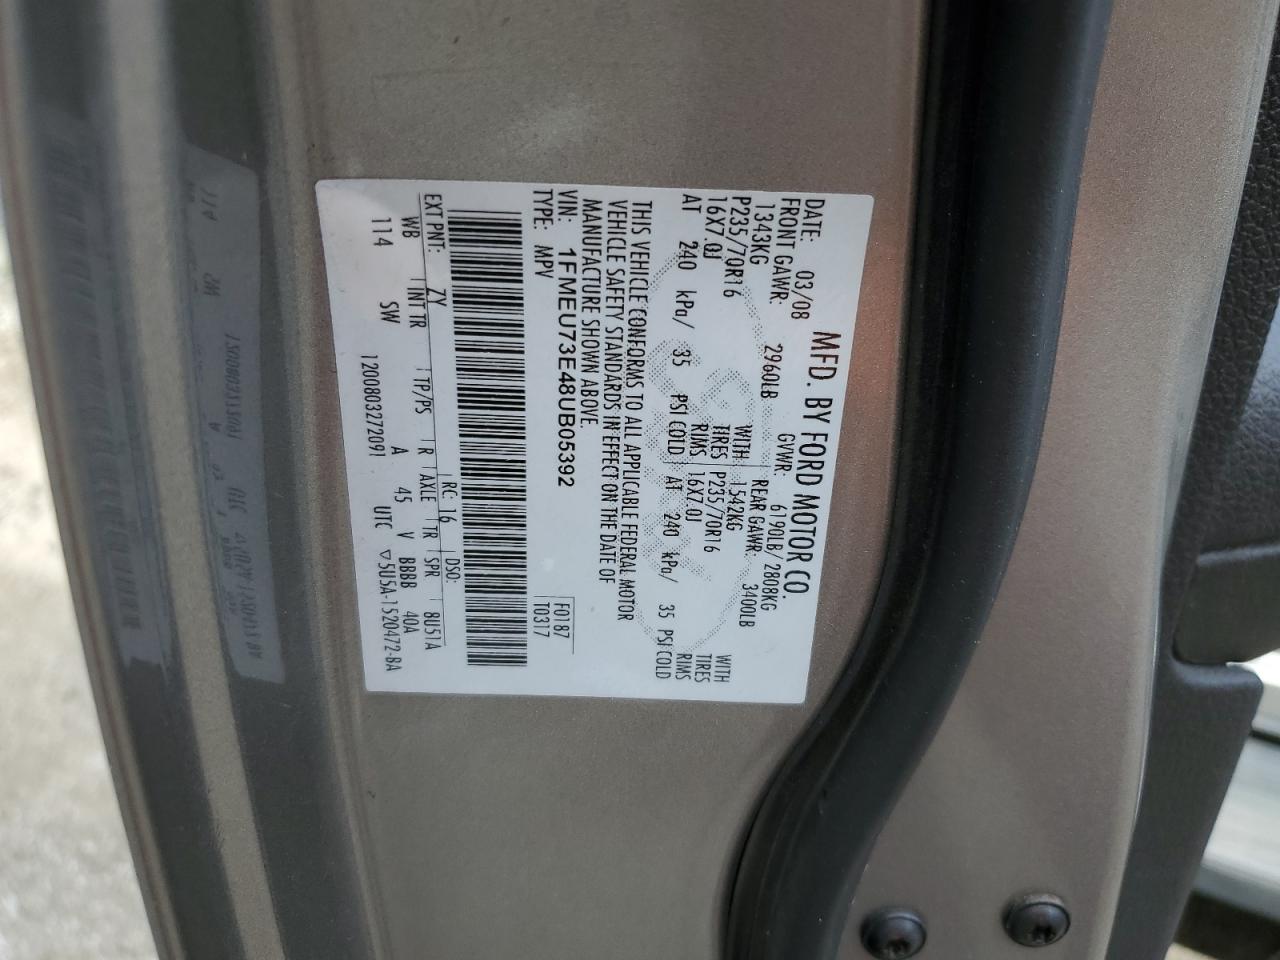 MFD. BY FORD MOTOR CO.
DATE: 03/08 GVWR: 6190LB/ 2808KG
FRONT GAWR: 2960LB REAR GAWR: 3400LB
1343KG WITH 1542KG WITH
P235/70R16 TIRES P235/70R16 TIRES
16X7.0J RIMS 16X7.0J RIMS
AT 240 kPa/ 35 PSI COLD AT 240 kPa/ 35 PSI COLD
THIS VEHICLE CONFORMS TO ALL APPLICABLE FEDERAL MOTOR
VEHICLE SAFETY STANDARDS IN EFFECT ON THE DATE OF
MANUFACTURE SHOWN ABOVE.
VIN: 1FMEU73E48UB05392 F0187
TYPE: MPV T0317
EXT PNT: ZY RC: 16 DSO:
WB INT TR TP/PS R AXLE TR SPR 8U51A
114 SW A 45 V BBBB 40A
120080327209 1 UTC ▽5U5A-1520472-BA